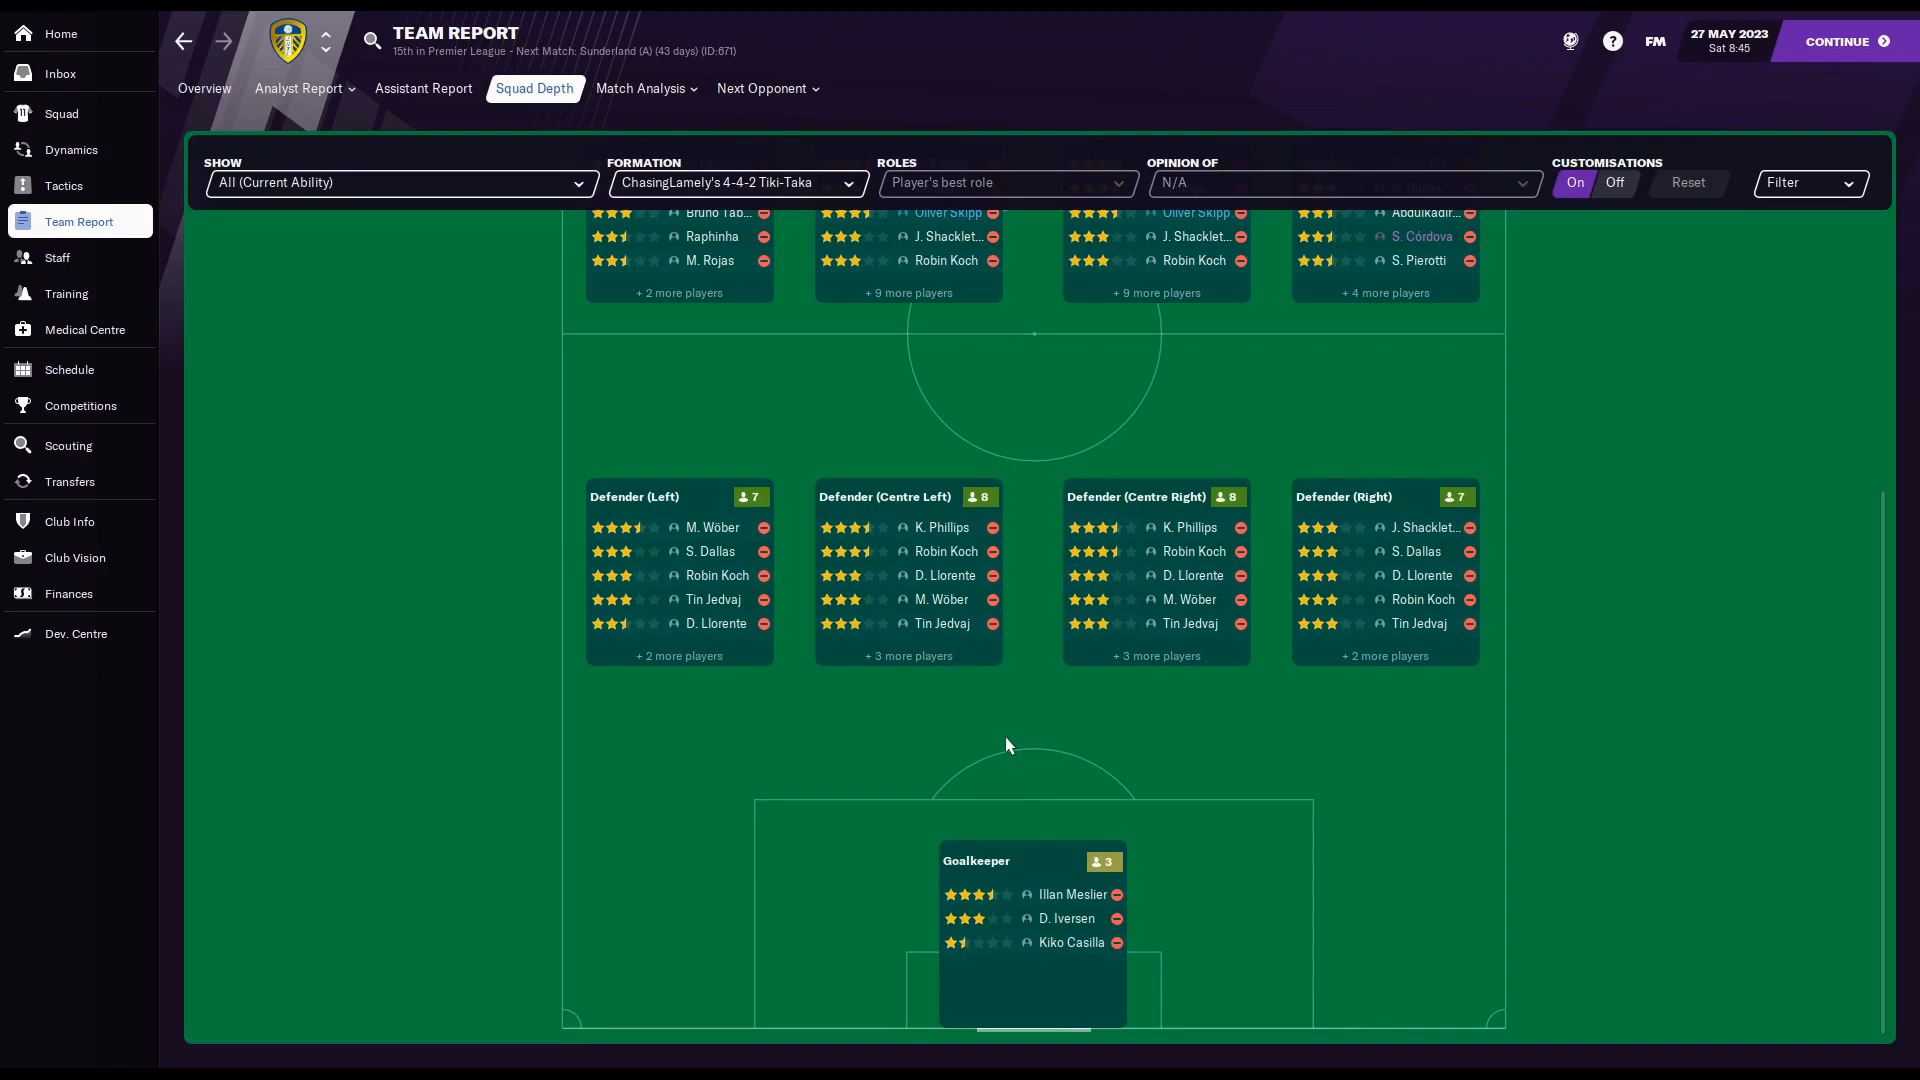 Home
Inbox
Squad
Dynamics
Tactics
Team Report
Staff
Training
Medical Centre
Schedule
Competitions
Scouting
Transfers
Club Info
Club Vision
Finances
Dev. Centre
TEAM REPORT
15th in Premier League - Next Match: Sunderland (A) (43 days) (ID:671)
FM
27 MAY 2023
Sat 8:45
CONTINUE
Overview
Analyst Report
Assistant Report
Squad Depth
Match Analysis
Next Opponent
SHOW
All (Current Ability)
FORMATION
ChasingLamely's 4-4-2 Tiki-Taka
ROLES
Player's best role
OPINION OF
N/A
CUSTOMISATIONS
On
Off
Reset
Filter
Bruno Tab...
Raphinha
M. Rojas
+ 2 more players
Oliver Skipp
J. Shacklet...
Robin Koch
+ 9 more players
Oliver Skipp
J. Shacklet...
Robin Koch
+ 9 more players
Abdulkadir...
S. Córdova
S. Pierotti
+ 4 more players
Defender (Left) 7
M. Wöber
S. Dallas
Robin Koch
Tin Jedvaj
D. Llorente
+ 2 more players
Defender (Centre Left) 8
K. Phillips
Robin Koch
D. Llorente
M. Wöber
Tin Jedvaj
+ 3 more players
Defender (Centre Right) 8
K. Phillips
Robin Koch
D. Llorente
M. Wöber
Tin Jedvaj
+ 3 more players
Defender (Right) 7
J. Shacklet...
S. Dallas
D. Llorente
Robin Koch
Tin Jedvaj
+ 2 more players
Goalkeeper 3
Illan Meslier
D. Iversen
Kiko Casilla